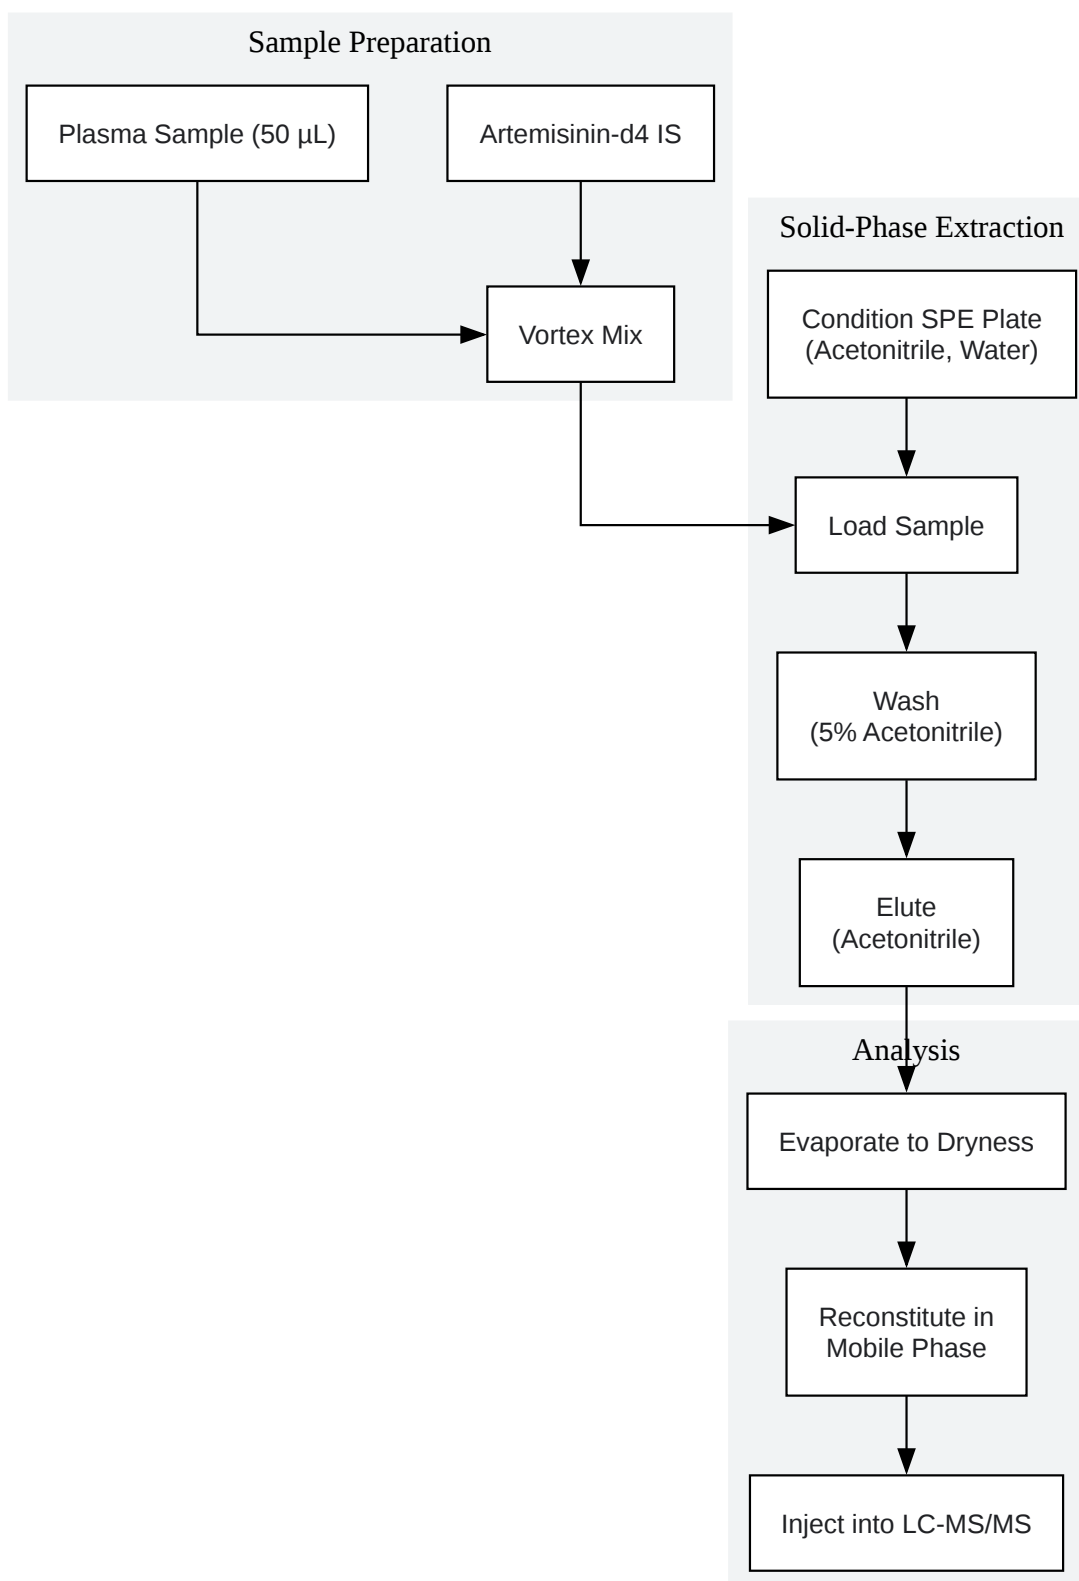 Sample Preparation
Plasma Sample (50 µL)
Artemisinin-d4 IS
Vortex Mix
Solid-Phase Extraction
Condition SPE Plate
(Acetonitrile, Water)
Load Sample
Wash
(5% Acetonitrile)
Elute
(Acetonitrile)
Analysis
Evaporate to Dryness
Reconstitute in
Mobile Phase
Inject into LC-MS/MS